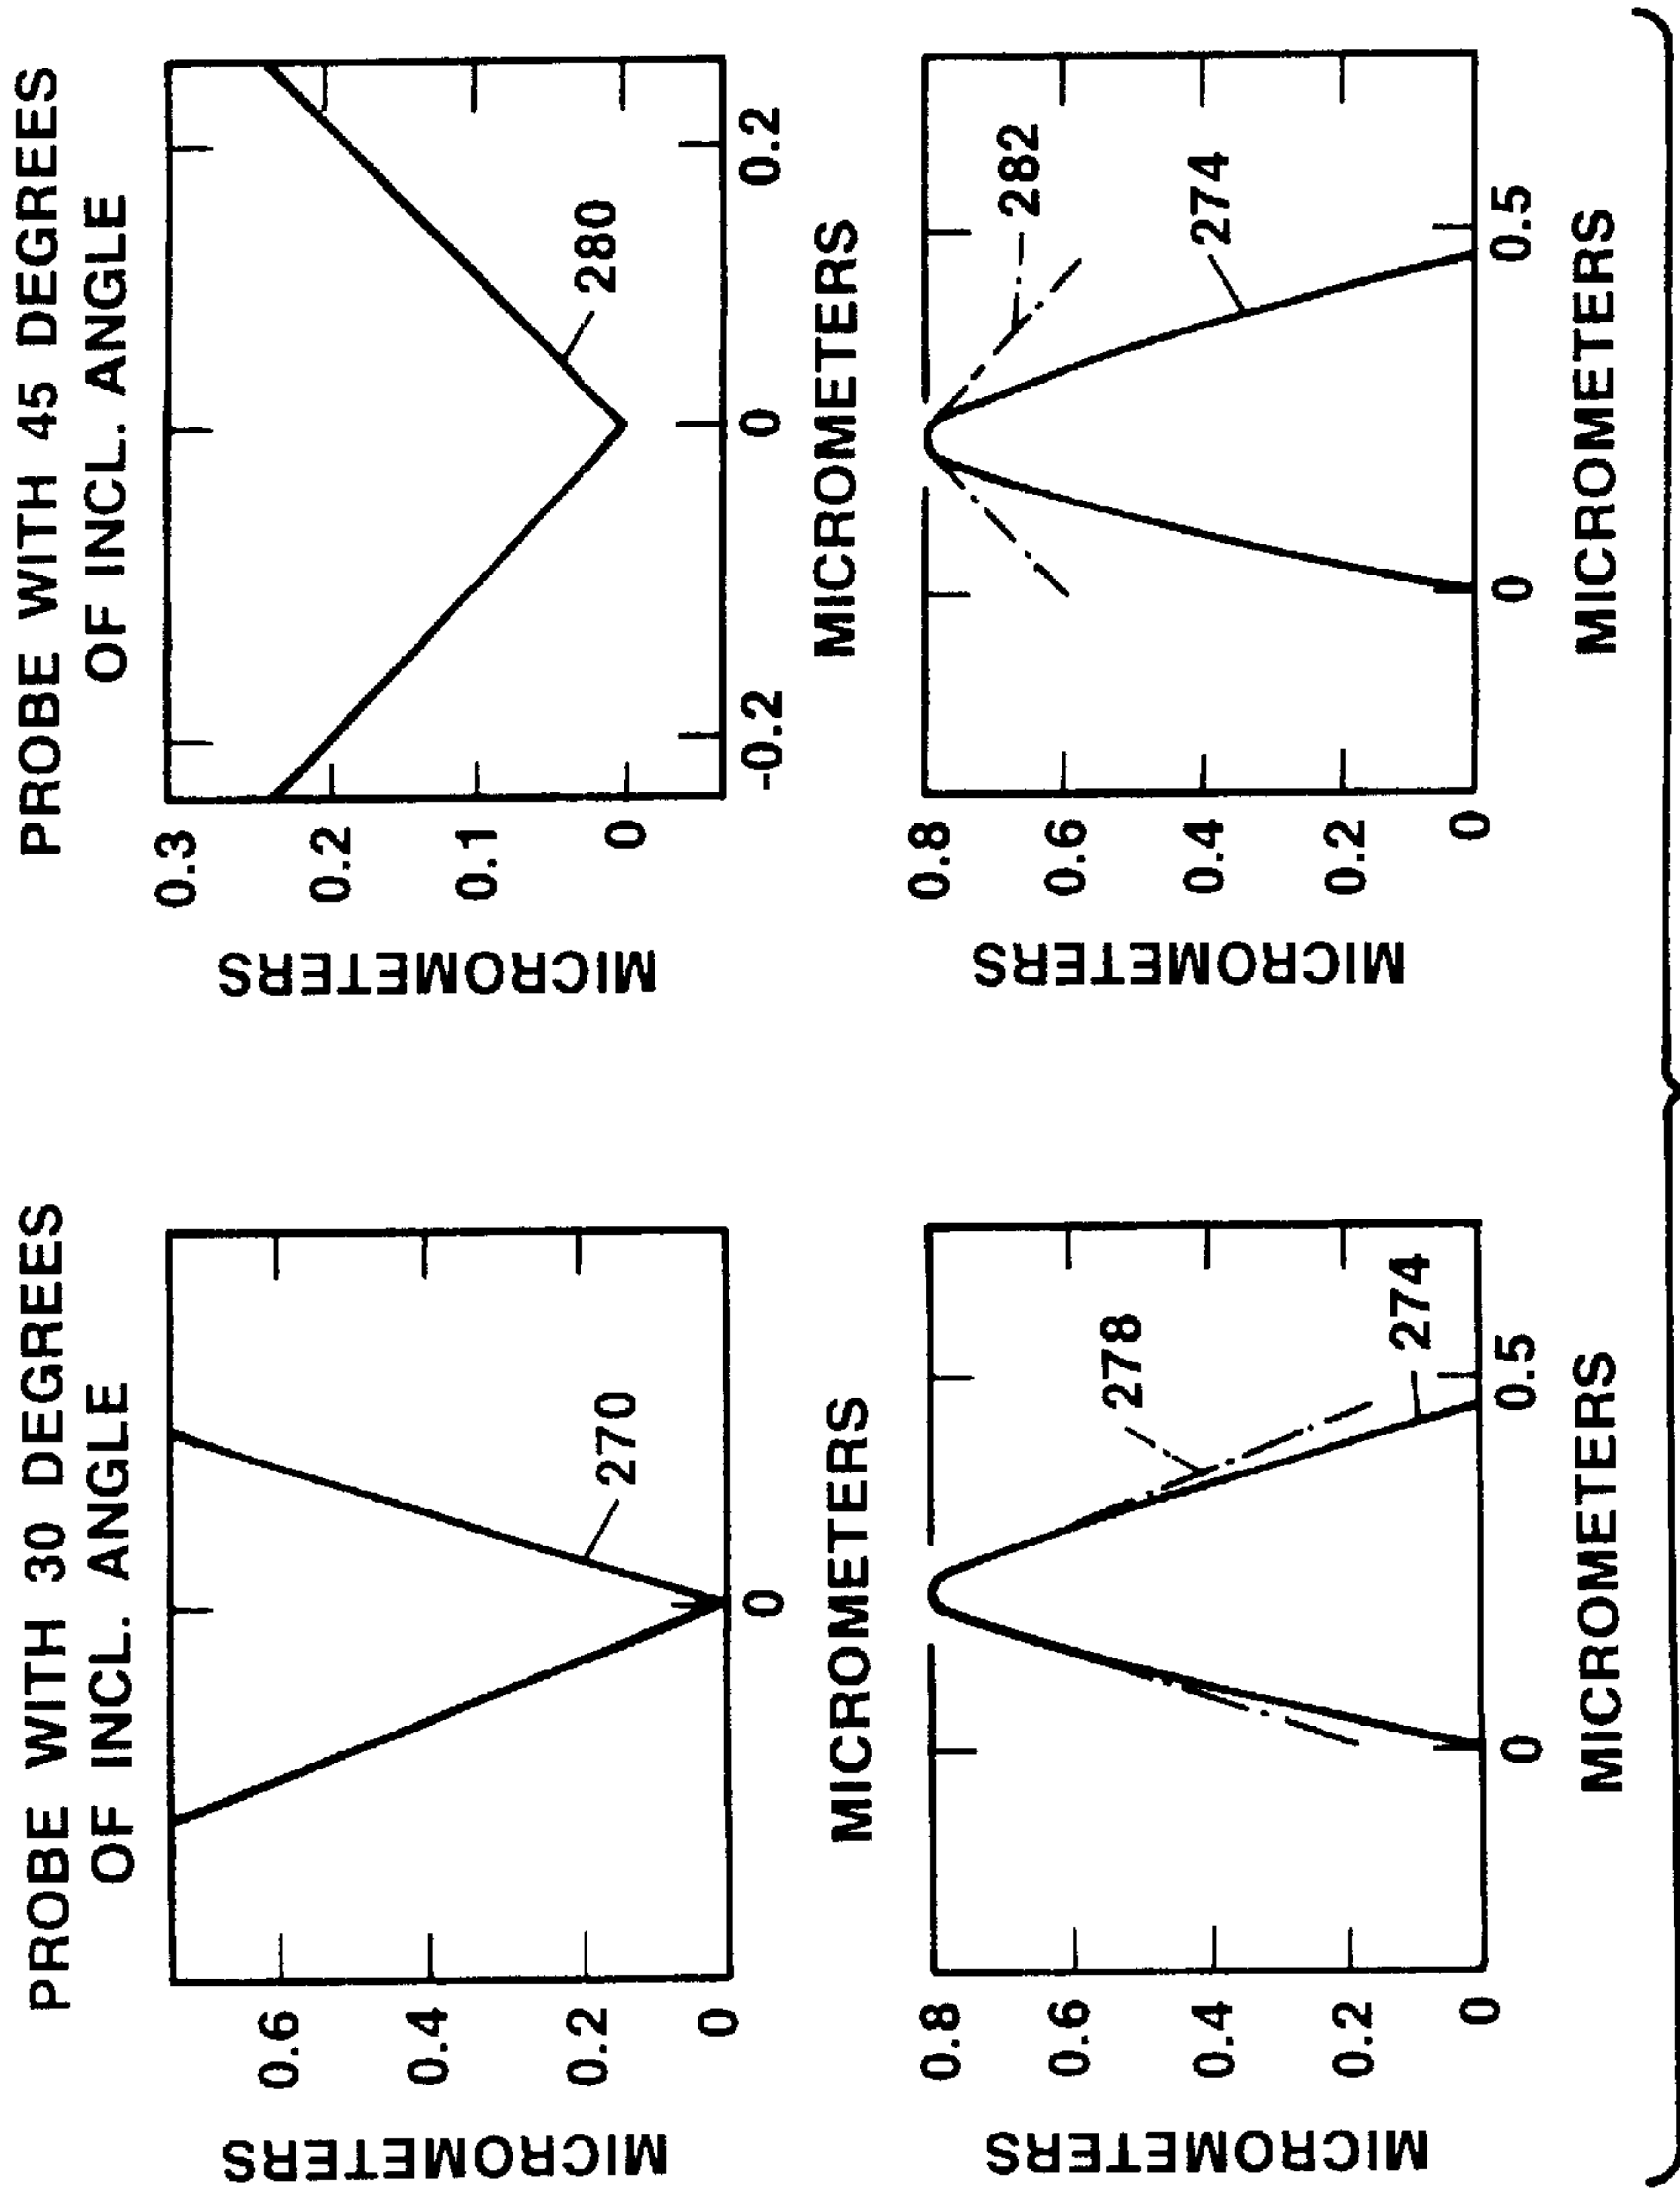 PROBE WITH 30 DEGREES
OF INCL. ANGLE
MICROMETERS
0.6
0.4
0.2
0
270
0
MICROMETERS
MICROMETERS
0.8
0.6
0.4
0.2
0
278
274
0
0.5
MICROMETERS
PROBE WITH 45 DEGREES
OF INCL. ANGLE
MICROMETERS
0.3
0.2
0.1
0
280
-0.2
0
0.2
MICROMETERS
MICROMETERS
0.8
0.6
0.4
0.2
0
282
274
0
0.5
MICROMETERS